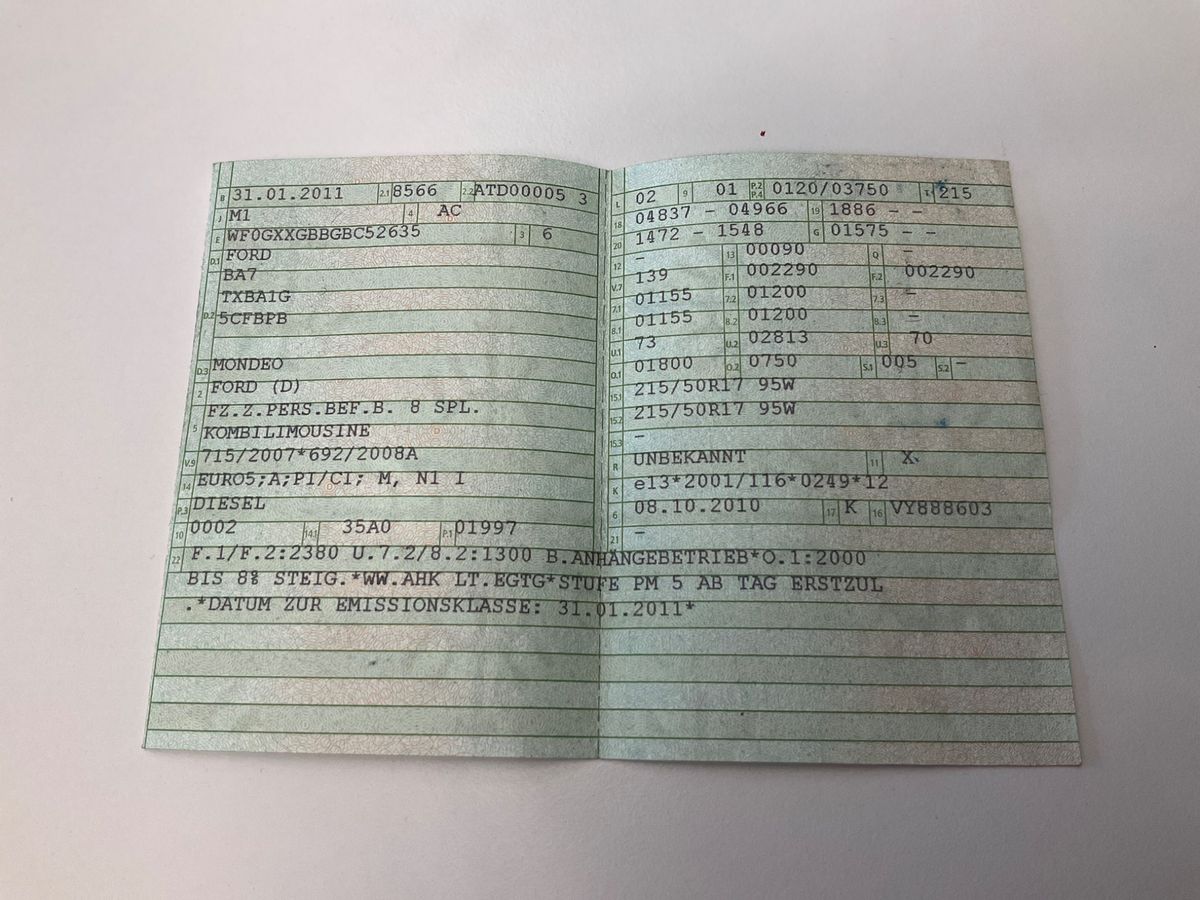 B 31.01.2011 2.1 8566 2.2 ATD00005 3
J M1 4 AC
E WF0GXXGBBGBC52635 3 6
D.1 FORD
BA7
TXBA1G
D.2 5CFBPB
D.3 MONDEO
2 FORD (D)
5 FZ.Z.PERS.BEF.B. 8 SPL.
KOMBILIMOUSINE
V.9 715/2007*692/2008A
14 EURO5;A;PI/CI; M, N1 I
P.3 DIESEL
10 0002 14.1 35A0 P.1 01997
L 02 9 01 P.2 P.4 0120/03750 T 215
18 04837 - 04966 19 1886 - -
20 1472 - 1548 G 01575 - -
12 - 13 00090 Q -
V.7 139 F.1 002290 F.2 002290
7.1 01155 7.2 01200 7.3 -
8.1 01155 8.2 01200 8.3 -
U.1 73 U.2 02813 U.3 70
O.1 01800 O.2 0750 S.1 005 S.2 -
15.1 215/50R17 95W
15.2 215/50R17 95W
15.3 -
R UNBEKANNT 11 X
K e13*2001/116*0249*12
6 08.10.2010 17 K 16 VY888603
21 -
22 F.1/F.2:2380 U.7.2/8.2:1300 B.ANHÄNGEBETRIEB*O.1:2000
BIS 8% STEIG.*WW.AHK LT.EGTG*STUFE PM 5 AB TAG ERSTZUL
.*DATUM ZUR EMISSIONSKLASSE: 31.01.2011*